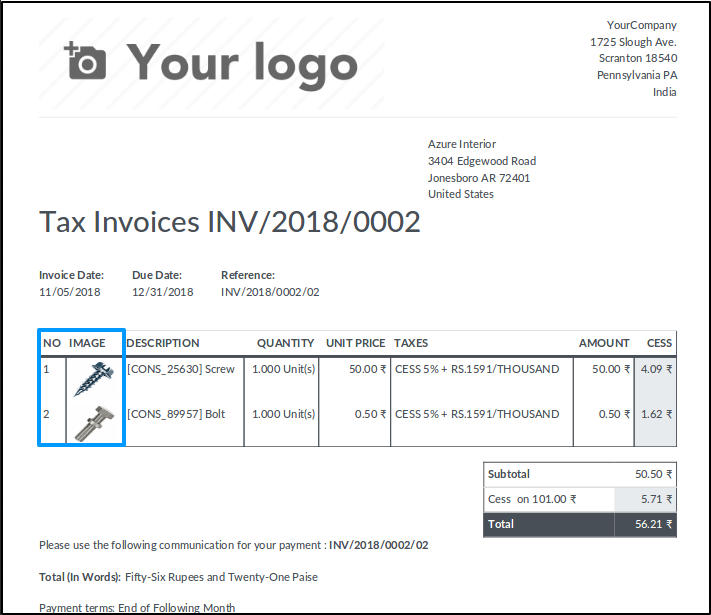 Your logo
YourCompany
1725 Slough Ave.
Scranton 18540
Pennsylvania PA
India
Azure Interior
3404 Edgewood Road
Jonesboro AR 72401
United States
Tax Invoices INV/2018/0002
Invoice Date: Due Date: Reference:
11/05/2018 12/31/2018 INV/2018/0002/02
NO IMAGE DESCRIPTION QUANTITY UNIT PRICE TAXES AMOUNT CESS
1 [CONS_25630] Screw 1.000 Unit(s) 50.00 ₹ CESS 5% + RS.1591/THOUSAND 50.00 ₹ 4.09 ₹
2 [CONS_89957] Bolt 1.000 Unit(s) 0.50 ₹ CESS 5% + RS.1591/THOUSAND 0.50 ₹ 1.62 ₹
Subtotal 50.50 ₹
Cess on 101.00 ₹ 5.71 ₹
Total 56.21 ₹
Please use the following communication for your payment : INV/2018/0002/02
Total (In Words): Fifty-Six Rupees and Twenty-One Paise
Payment terms: End of Following Month